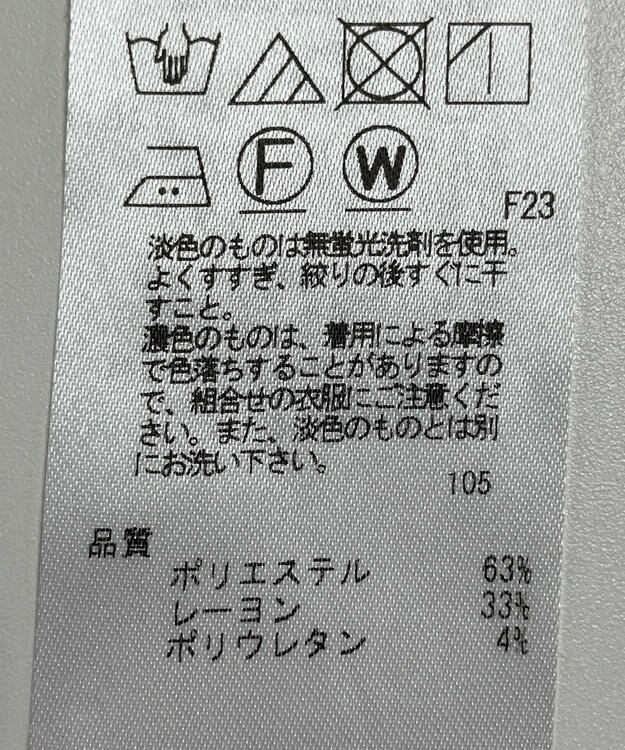 F
W
F23
淡色のものは無蛍光洗剤を使用。
よくすすぎ、絞りの後すぐに干
すこと。
濃色のものは、着用による摩擦
で色落ちすることがありますの
で、組合せの衣服にご注意くだ
さい。また、淡色のものとは別
にお洗い下さい。
105
品質
ポリエステル 63%
レーヨン 33%
ポリウレタン 4%